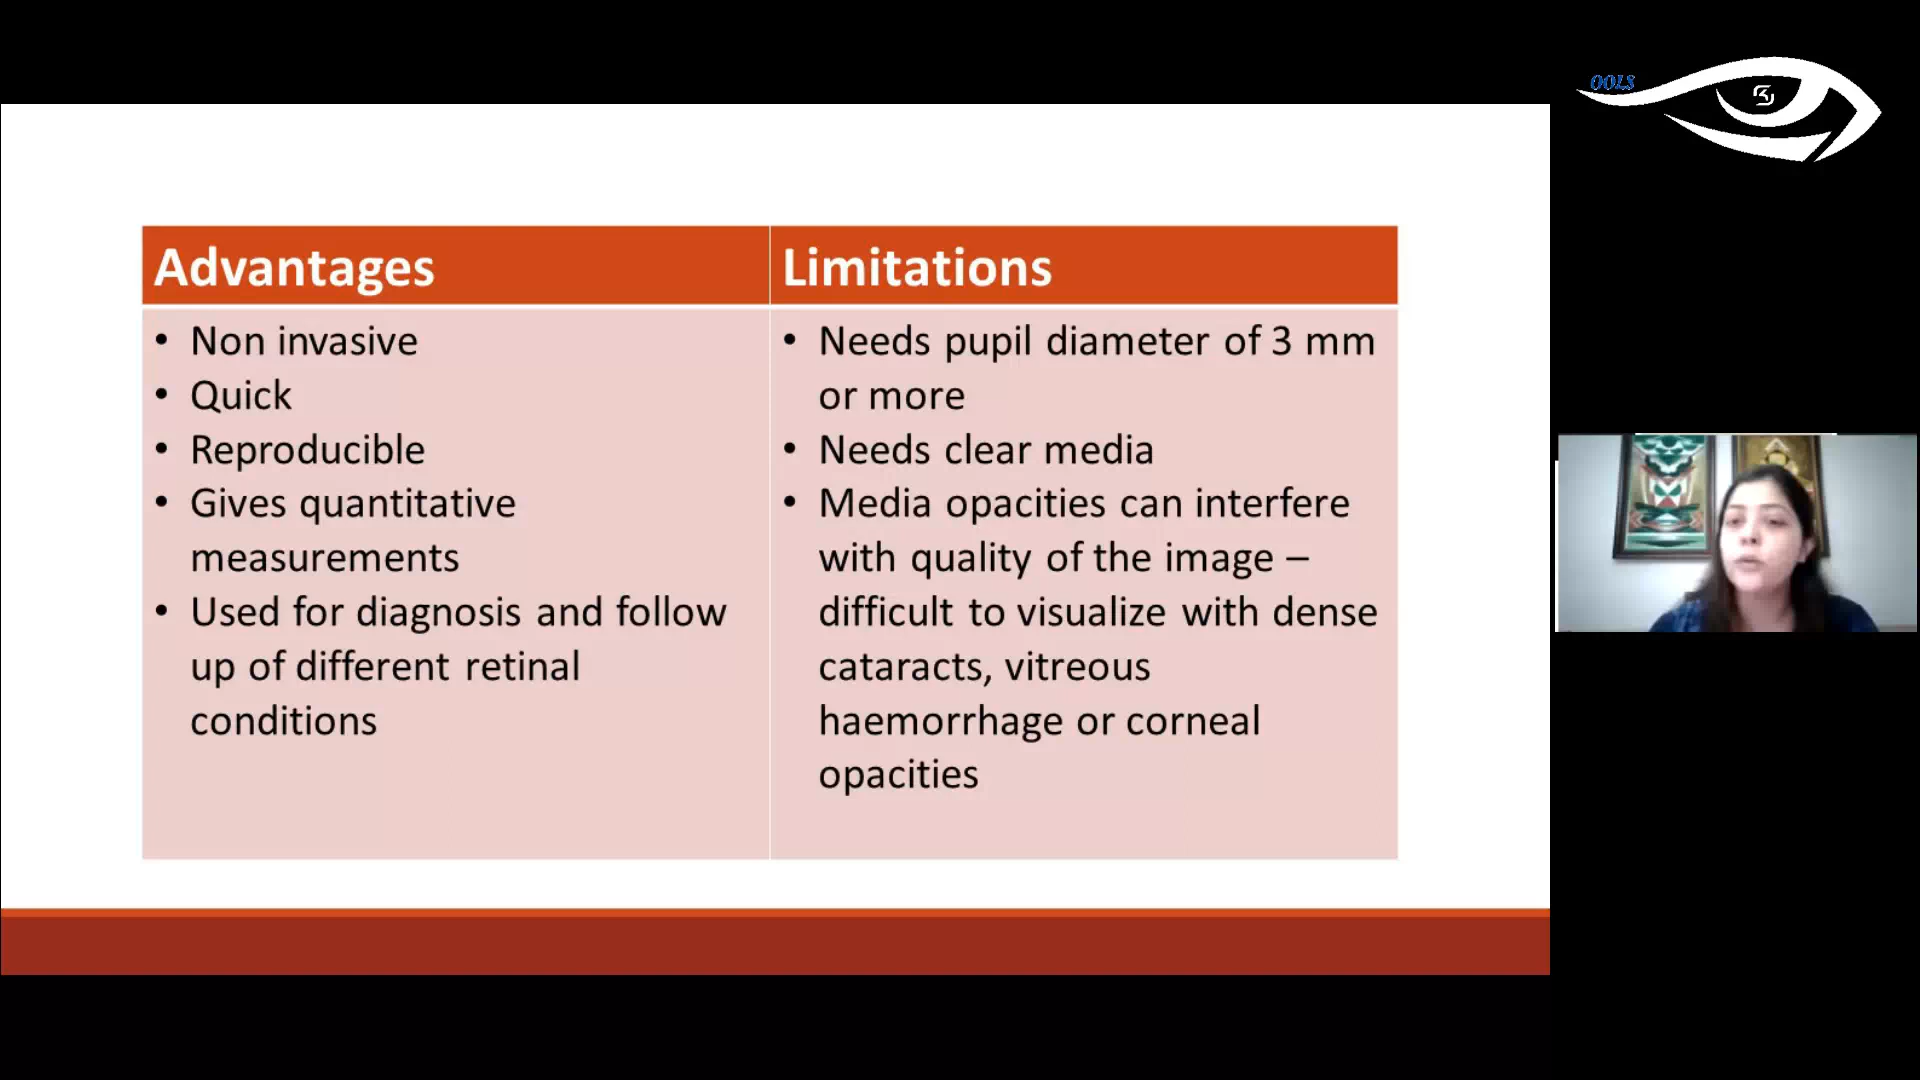 OOLS
Advantages
Limitations
• Non invasive
• Quick
• Reproducible
• Gives quantitative
measurements
• Used for diagnosis and follow
up of different retinal
conditions
• Needs pupil diameter of 3 mm
or more
• Needs clear media
• Media opacities can interfere
with quality of the image –
difficult to visualize with dense
cataracts, vitreous
haemorrhage or corneal
opacities